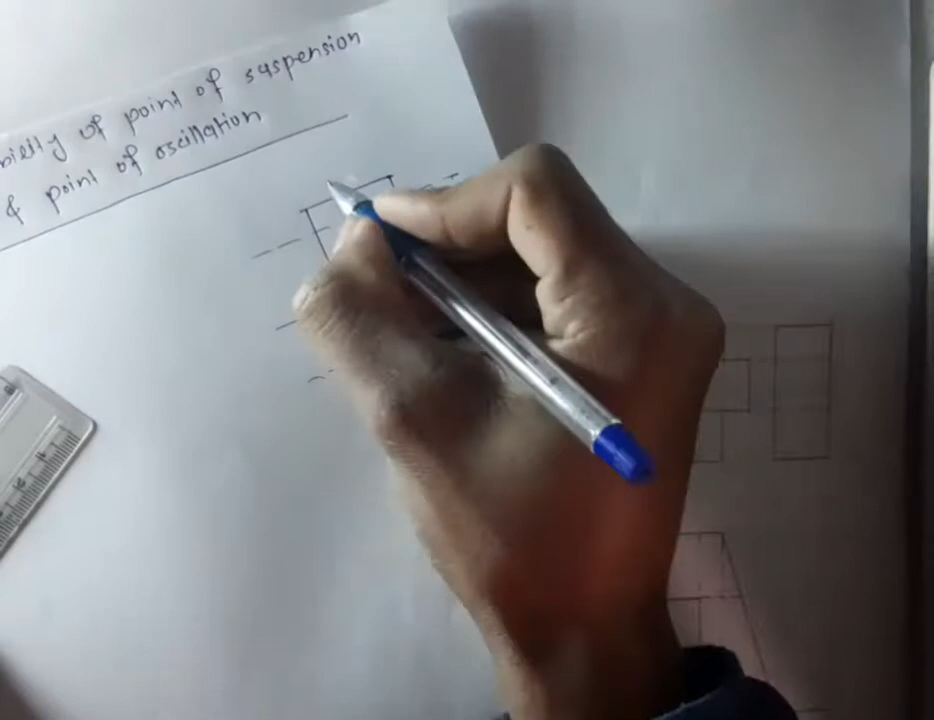 of point of suspension
& point of oscillation